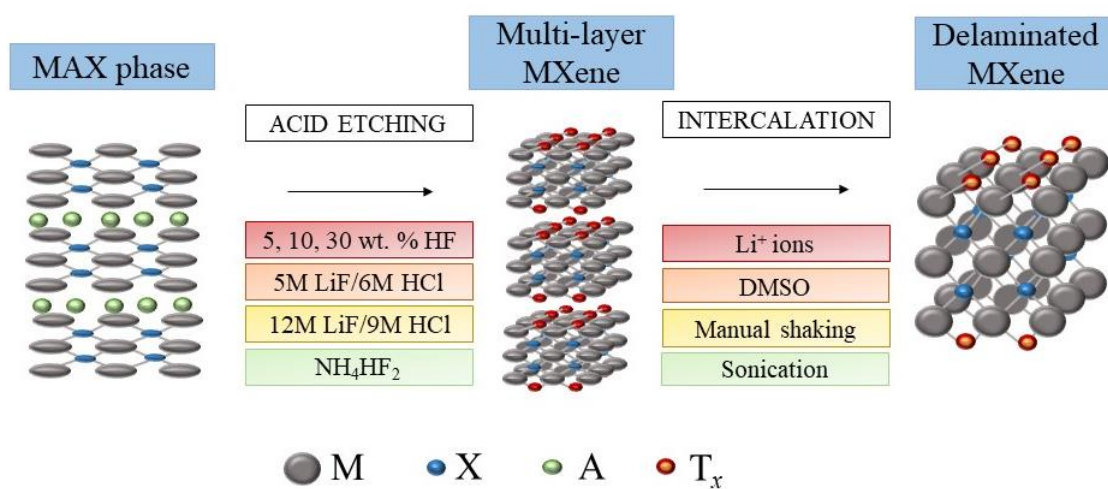 MAX phase
Multi-layer
MXene
Delaminated
MXene
ACID ETCHING
INTERCALATION
5, 10, 30 wt. % HF
5M LiF/6M HCl
12M LiF/9M HCl
NH₄HF₂
Li⁺ ions
DMSO
Manual shaking
Sonication
M X A Tₓ